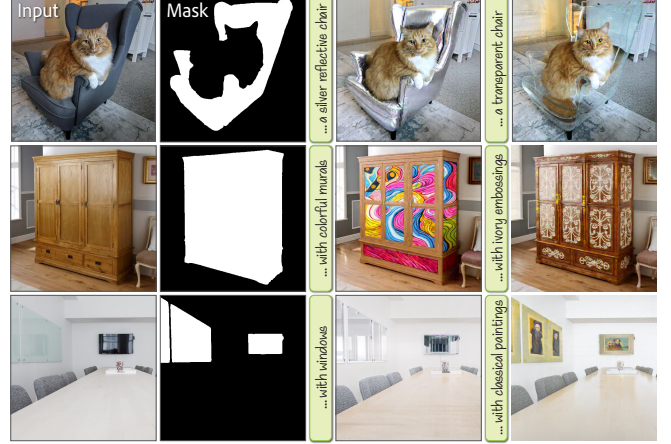 Input
Mask
... a silver reflective chair
... a transparent chair
... with colorful murals
... with ivory embossings
... with windows
... with classical paintings